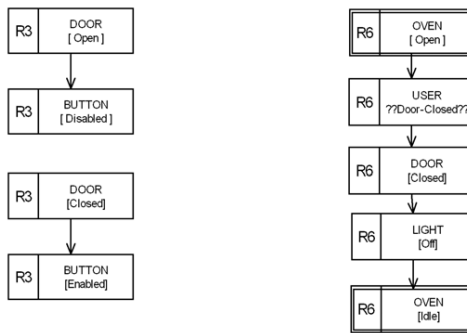 R3
DOOR
[ Open ]
R3
BUTTON
[ Disabled ]
R3
DOOR
[Closed]
R3
BUTTON
[Enabled]
R6
OVEN
[ Open ]
R6
USER
??Door-Closed??
R6
DOOR
[Closed]
R6
LIGHT
[Off]
R6
OVEN
[Idle]